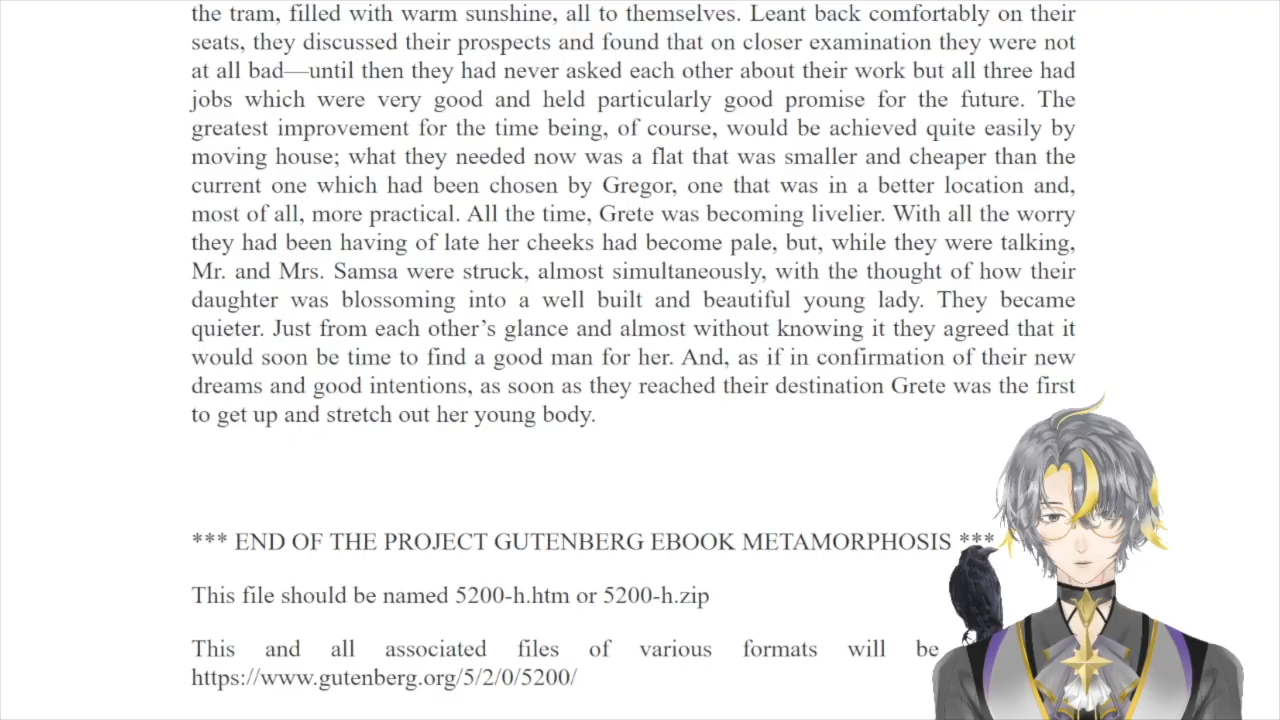 the tram, filled with warm sunshine, all to themselves. Leant back comfortably on their
seats, they discussed their prospects and found that on closer examination they were not
at all bad—until then they had never asked each other about their work but all three had
jobs which were very good and held particularly good promise for the future. The
greatest improvement for the time being, of course, would be achieved quite easily by
moving house; what they needed now was a flat that was smaller and cheaper than the
current one which had been chosen by Gregor, one that was in a better location and,
most of all, more practical. All the time, Grete was becoming livelier. With all the worry
they had been having of late her cheeks had become pale, but, while they were talking,
Mr. and Mrs. Samsa were struck, almost simultaneously, with the thought of how their
daughter was blossoming into a well built and beautiful young lady. They became
quieter. Just from each other’s glance and almost without knowing it they agreed that it
would soon be time to find a good man for her. And, as if in confirmation of their new
dreams and good intentions, as soon as they reached their destination Grete was the first
to get up and stretch out her young body.
*** END OF THE PROJECT GUTENBERG EBOOK METAMORPHOSIS ***
This file should be named 5200-h.htm or 5200-h.zip
This and all associated files of various formats will be
https://www.gutenberg.org/5/2/0/5200/